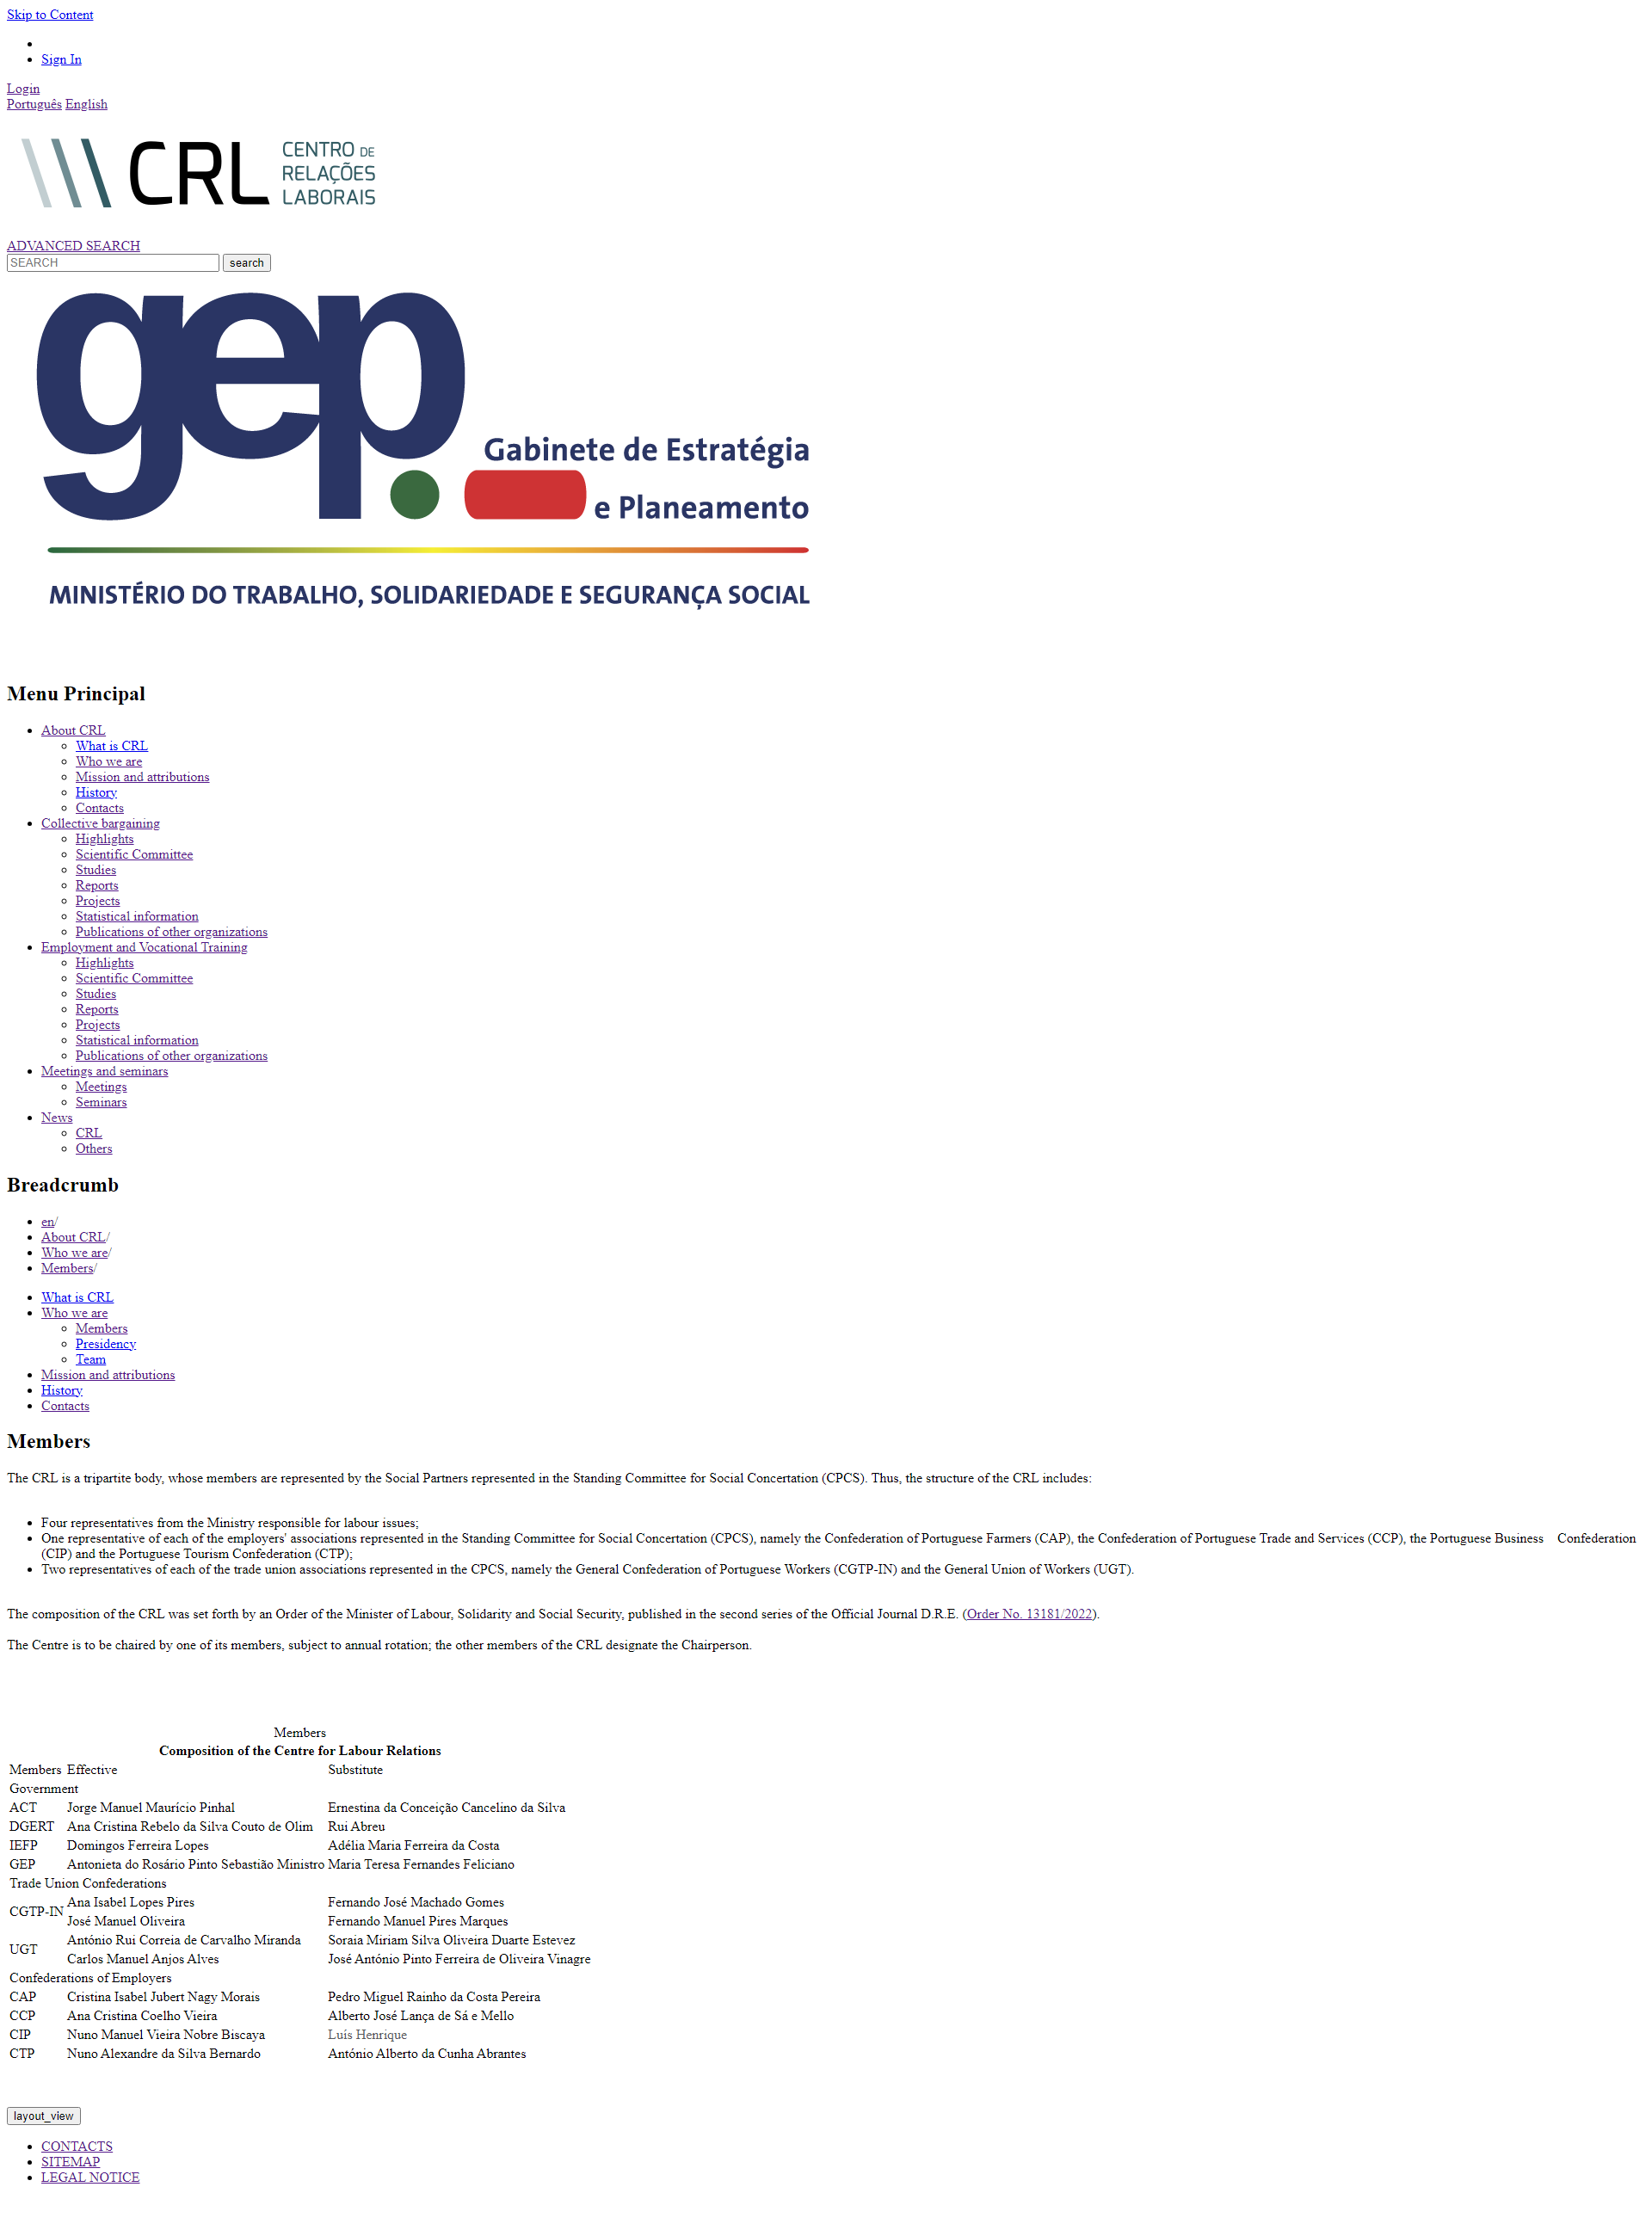 Skip to Content
Sign In
Login
Português English
CRL CENTRO DE
RELAÇÕES
LABORAIS
ADVANCED SEARCH
SEARCH search
gep
Gabinete de Estratégia
e Planeamento
MINISTÉRIO DO TRABALHO, SOLIDARIEDADE E SEGURANÇA SOCIAL
Menu Principal
About CRL
What is CRL
Who we are
Mission and attributions
History
Contacts
Collective bargaining
Highlights
Scientific Committee
Studies
Reports
Projects
Statistical information
Publications of other organizations
Employment and Vocational Training
Highlights
Scientific Committee
Studies
Reports
Projects
Statistical information
Publications of other organizations
Meetings and seminars
Meetings
Seminars
News
CRL
Others
Breadcrumb
en/
About CRL/
Who we are/
Members/
What is CRL
Who we are
Members
Presidency
Team
Mission and attributions
History
Contacts
Members
The CRL is a tripartite body, whose members are represented by the Social Partners represented in the Standing Committee for Social Concertation (CPCS). Thus, the structure of the CRL includes:
Four representatives from the Ministry responsible for labour issues;
One representative of each of the employers' associations represented in the Standing Committee for Social Concertation (CPCS), namely the Confederation of Portuguese Farmers (CAP), the Confederation of Portuguese Trade and Services (CCP), the Portuguese Business Confederation
(CIP) and the Portuguese Tourism Confederation (CTP);
Two representatives of each of the trade union associations represented in the CPCS, namely the General Confederation of Portuguese Workers (CGTP-IN) and the General Union of Workers (UGT).
The composition of the CRL was set forth by an Order of the Minister of Labour, Solidarity and Social Security, published in the second series of the Official Journal D.R.E. (Order No. 13181/2022).
The Centre is to be chaired by one of its members, subject to annual rotation; the other members of the CRL designate the Chairperson.
Members
Composition of the Centre for Labour Relations
Members Effective Substitute
Government
ACT Jorge Manuel Maurício Pinhal Ernestina da Conceição Cancelino da Silva
DGERT Ana Cristina Rebelo da Silva Couto de Olim Rui Abreu
IEFP Domingos Ferreira Lopes Adélia Maria Ferreira da Costa
GEP Antonieta do Rosário Pinto Sebastião Ministro Maria Teresa Fernandes Feliciano
Trade Union Confederations
CGTP-IN Ana Isabel Lopes Pires Fernando José Machado Gomes
José Manuel Oliveira Fernando Manuel Pires Marques
UGT António Rui Correia de Carvalho Miranda Soraia Miriam Silva Oliveira Duarte Estevez
Carlos Manuel Anjos Alves José António Pinto Ferreira de Oliveira Vinagre
Confederations of Employers
CAP Cristina Isabel Jubert Nagy Morais Pedro Miguel Rainho da Costa Pereira
CCP Ana Cristina Coelho Vieira Alberto José Lança de Sá e Mello
CIP Nuno Manuel Vieira Nobre Biscaya Luís Henrique
CTP Nuno Alexandre da Silva Bernardo António Alberto da Cunha Abrantes
layout_view
CONTACTS
SITEMAP
LEGAL NOTICE